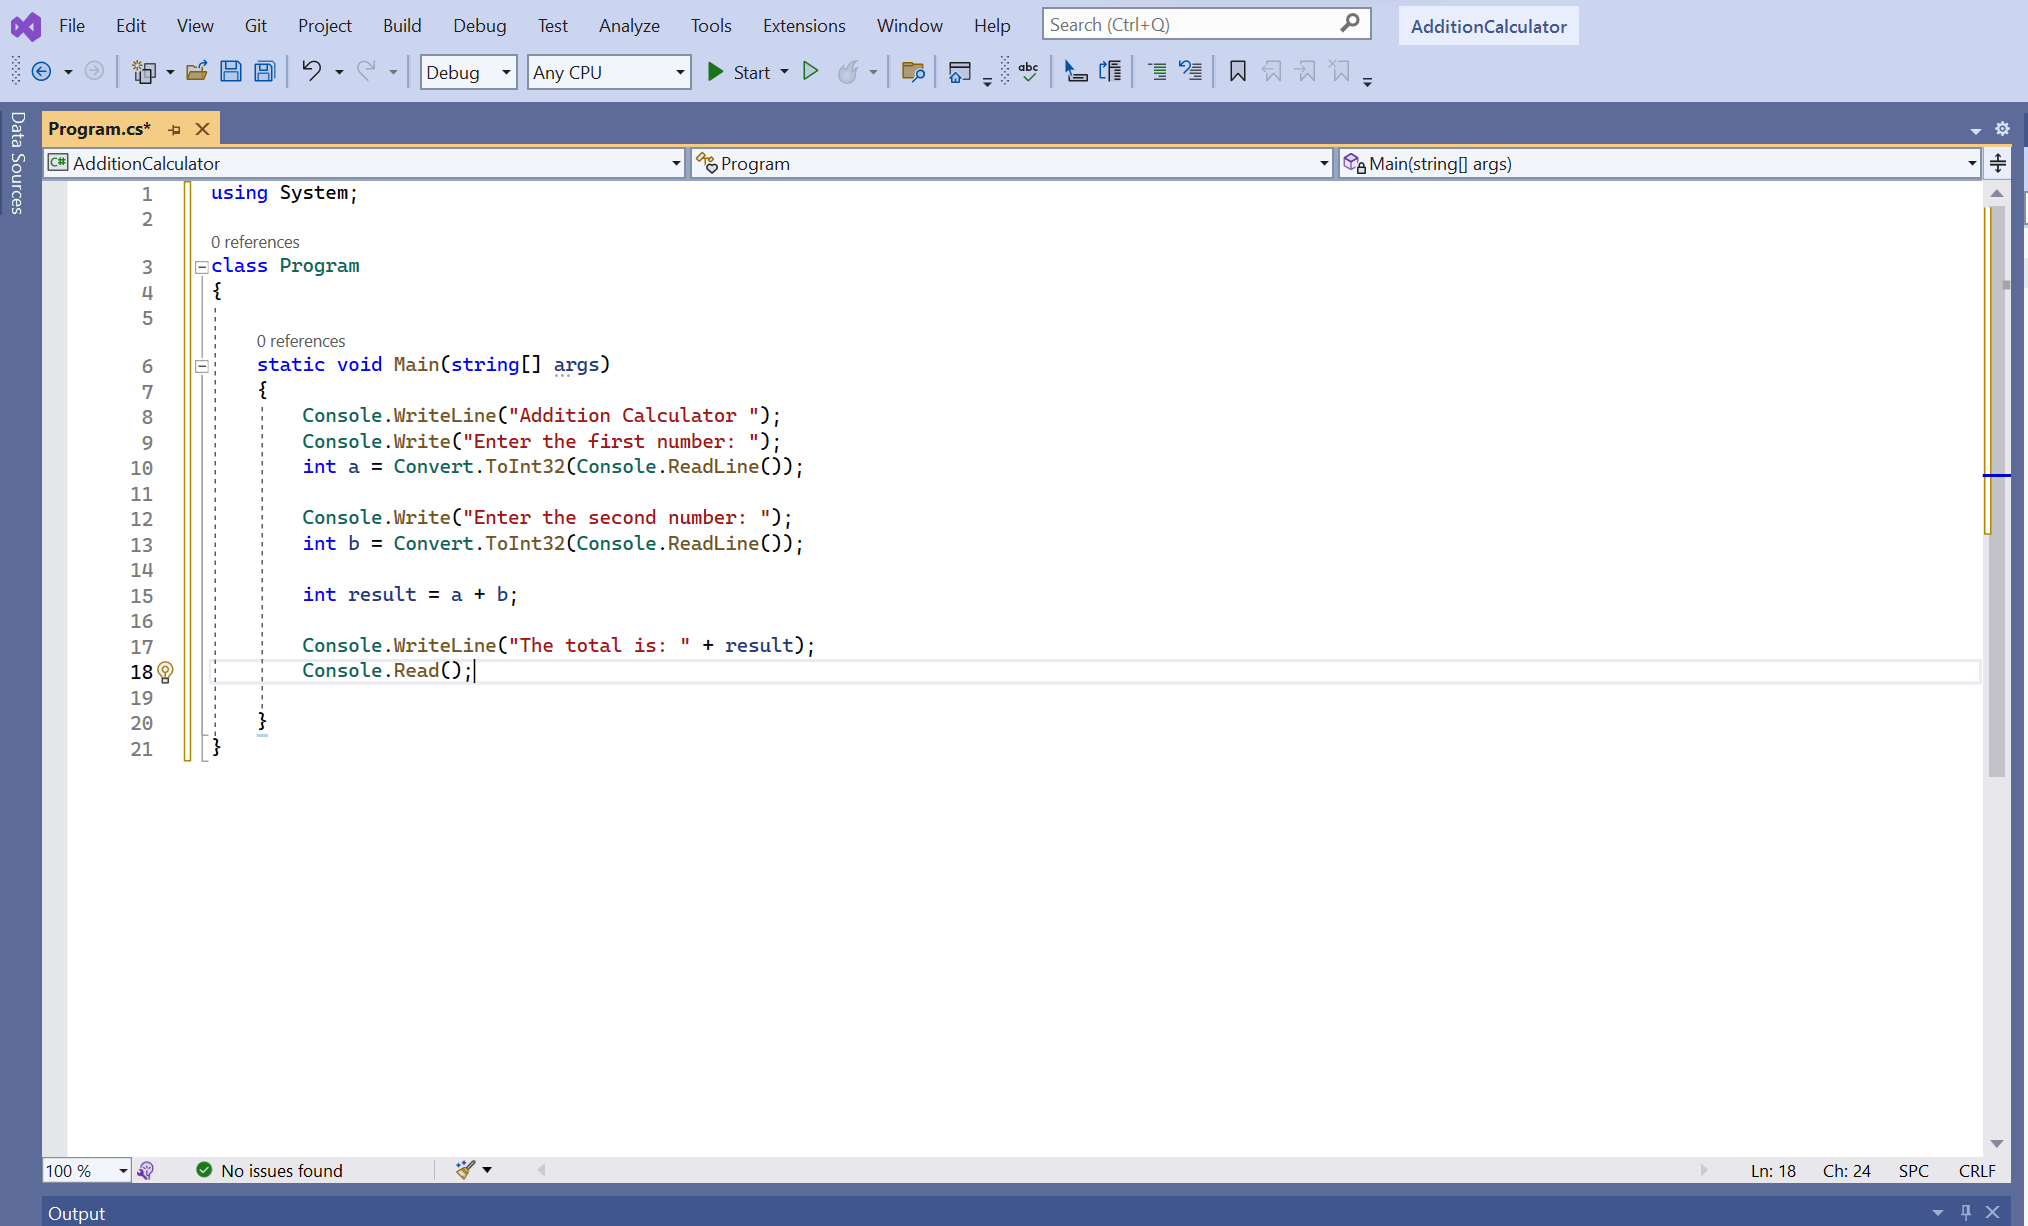 File Edit View Git Project Build Debug Test Analyze Tools Extensions Window Help Search (Ctrl+Q) AdditionCalculator
Debug Any CPU Start abc
Data Sources
Program.cs*
C# AdditionCalculator Program Main(string[] args)
1 using System;
2
0 references
3 class Program
4 {
5
0 references
6 static void Main(string[] args)
7 {
8 Console.WriteLine("Addition Calculator ");
9 Console.Write("Enter the first number: ");
10 int a = Convert.ToInt32(Console.ReadLine());
11
12 Console.Write("Enter the second number: ");
13 int b = Convert.ToInt32(Console.ReadLine());
14
15 int result = a + b;
16
17 Console.WriteLine("The total is: " + result);
18 Console.Read();
19
20 }
21 }
100 % No issues found Ln: 18 Ch: 24 SPC CRLF
Output